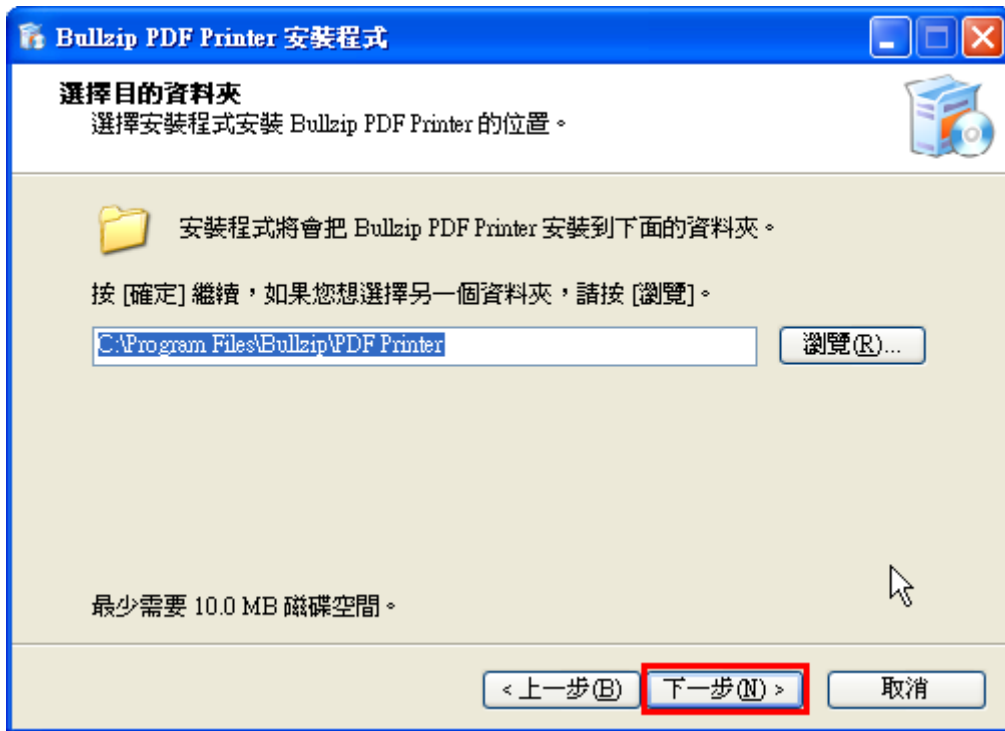 Bullzip PDF Printer 安裝程式
選擇目的資料夾
選擇安裝程式安裝 Bullzip PDF Printer 的位置。
安裝程式將會把 Bullzip PDF Printer 安裝到下面的資料夾。
按 [確定] 繼續，如果您想選擇另一個資料夾，請按 [瀏覽]。
C:\Program Files\Bullzip\PDF Printer
瀏覽(R)...
最少需要 10.0 MB 磁碟空間。
< 上一步(B) 下一步(N) > 取消